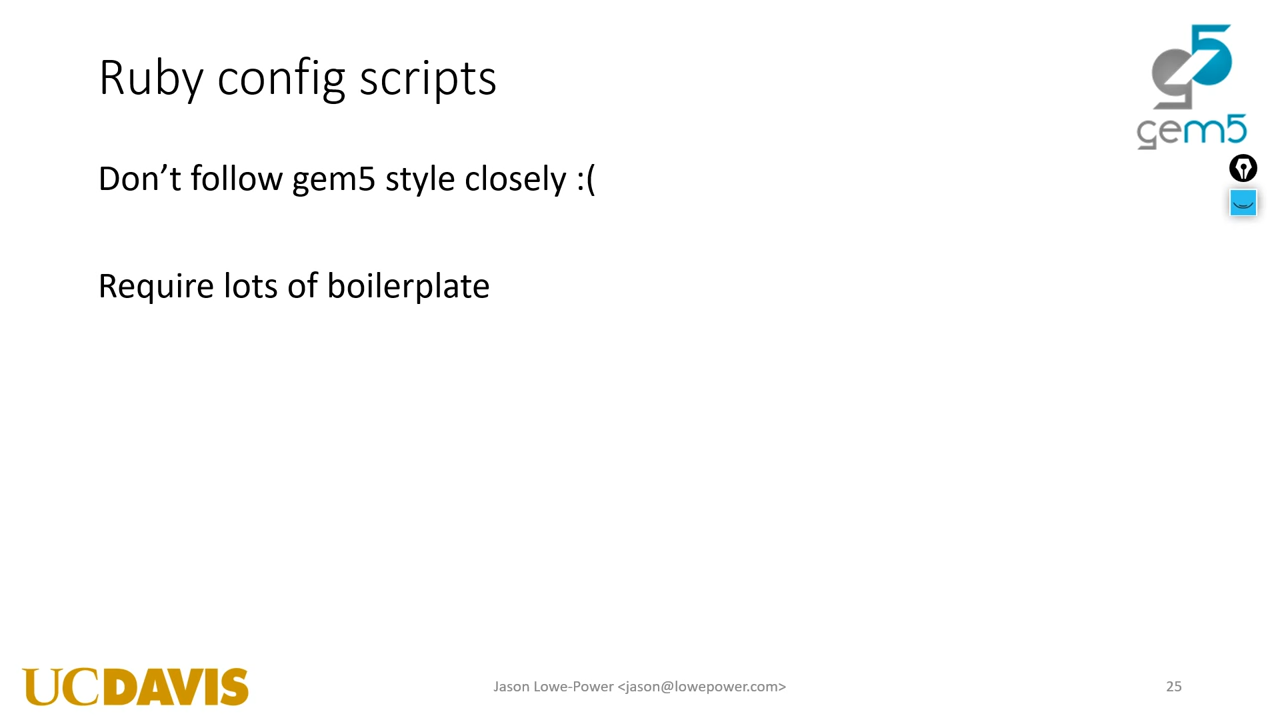 Ruby config scripts
gem5
Don’t follow gem5 style closely :(
Require lots of boilerplate
UCDAVIS
Jason Lowe-Power <jason@lowepower.com>
25